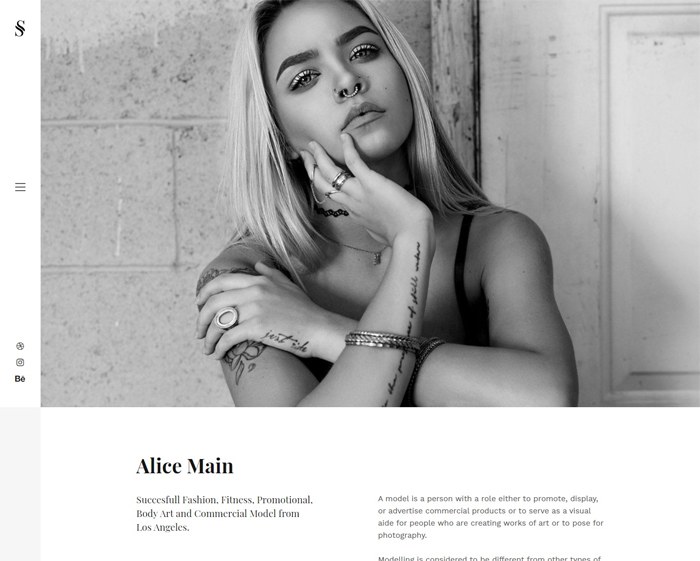 Bē
Alice Main
Succesfull Fashion, Fitness, Promotional,
Body Art and Commercial Model from
Los Angeles.
A model is a person with a role either to promote, display,
or advertise commercial products or to serve as a visual
aide for people who are creating works of art or to pose for
photography.
Modelling is considered to be different from other types of